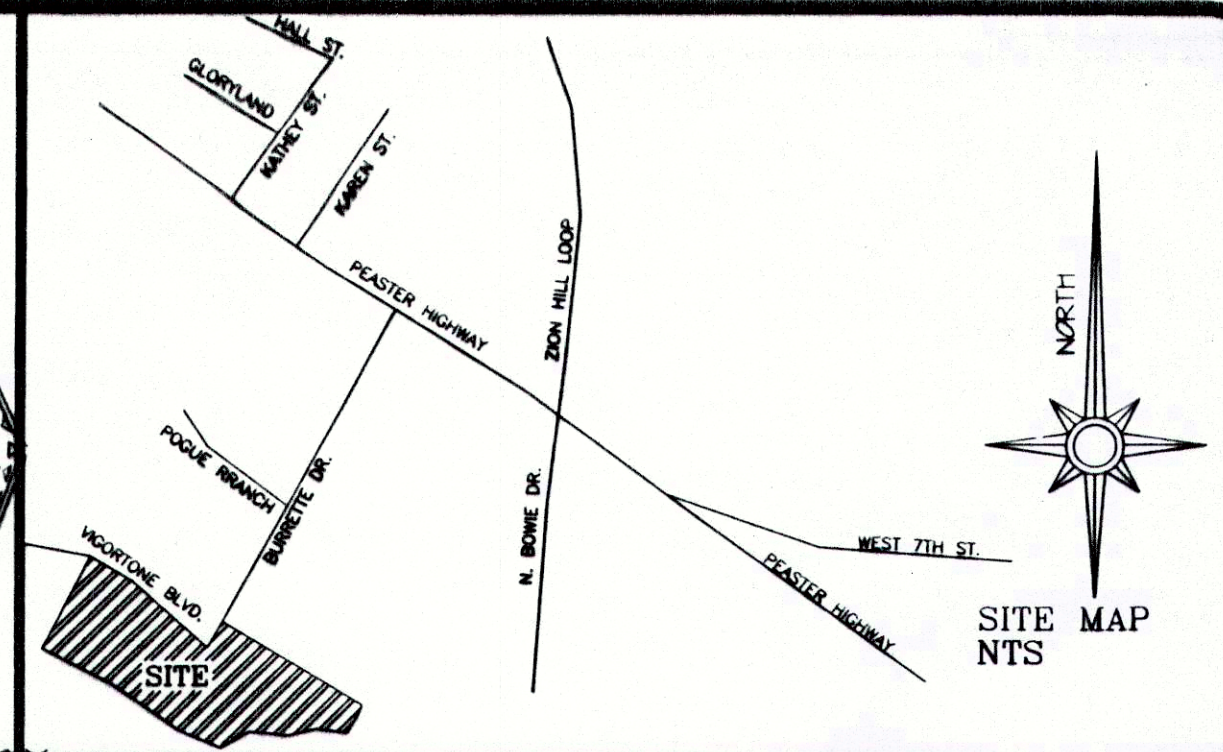 HALL ST.
GLORYLAND
KATHEY ST.
KAREN ST.
PEASTER HIGHWAY
ZION HILL LOOP
NORTH
POGUE RRANCH
BURRETTE DR.
N. BOWIE DR.
VIGORTONE BLVD.
WEST 7TH ST.
PEASTER HIGHWAY
SITE MAP
NTS
SITE